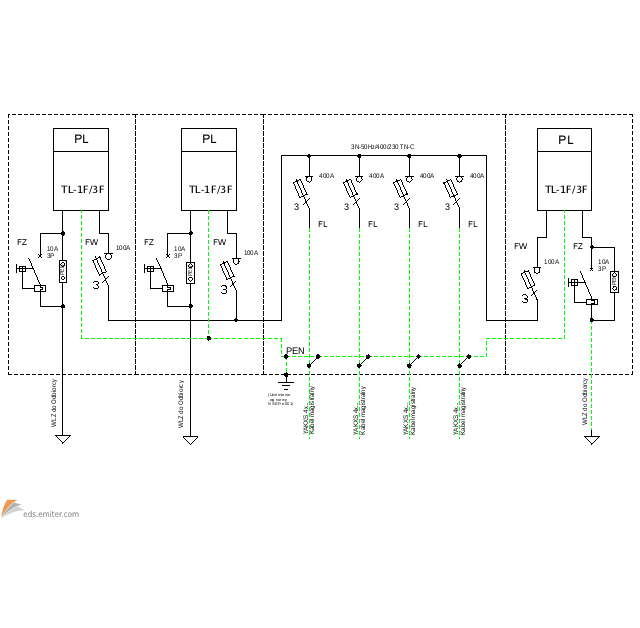 PL
PL
PL
3N-50Hz/400/230 TN-C
400A
400A
400A
400A
TL-1F/3F
TL-1F/3F
TL-1F/3F
3
3
3
3
FL
FL
FL
FL
FZ
FW
FZ
FW
FW
FZ
10A
3P
100A
10A
3P
100A
100A
10A
3P
3
3
3
PEN
WLZ do Odbiorcy
WLZ do Odbiorcy
YAKXS 4x...
Kabel magistralny
YAKXS 4x...
Kabel magistralny
YAKXS 4x...
Kabel magistralny
YAKXS 4x...
Kabel magistralny
WLZ do Odbiorcy
eds.emiter.com